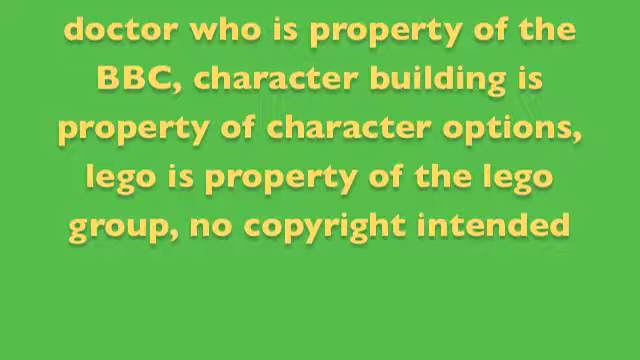 doctor who is property of the
BBC, character building is
property of character options,
lego is property of the lego
group, no copyright intended